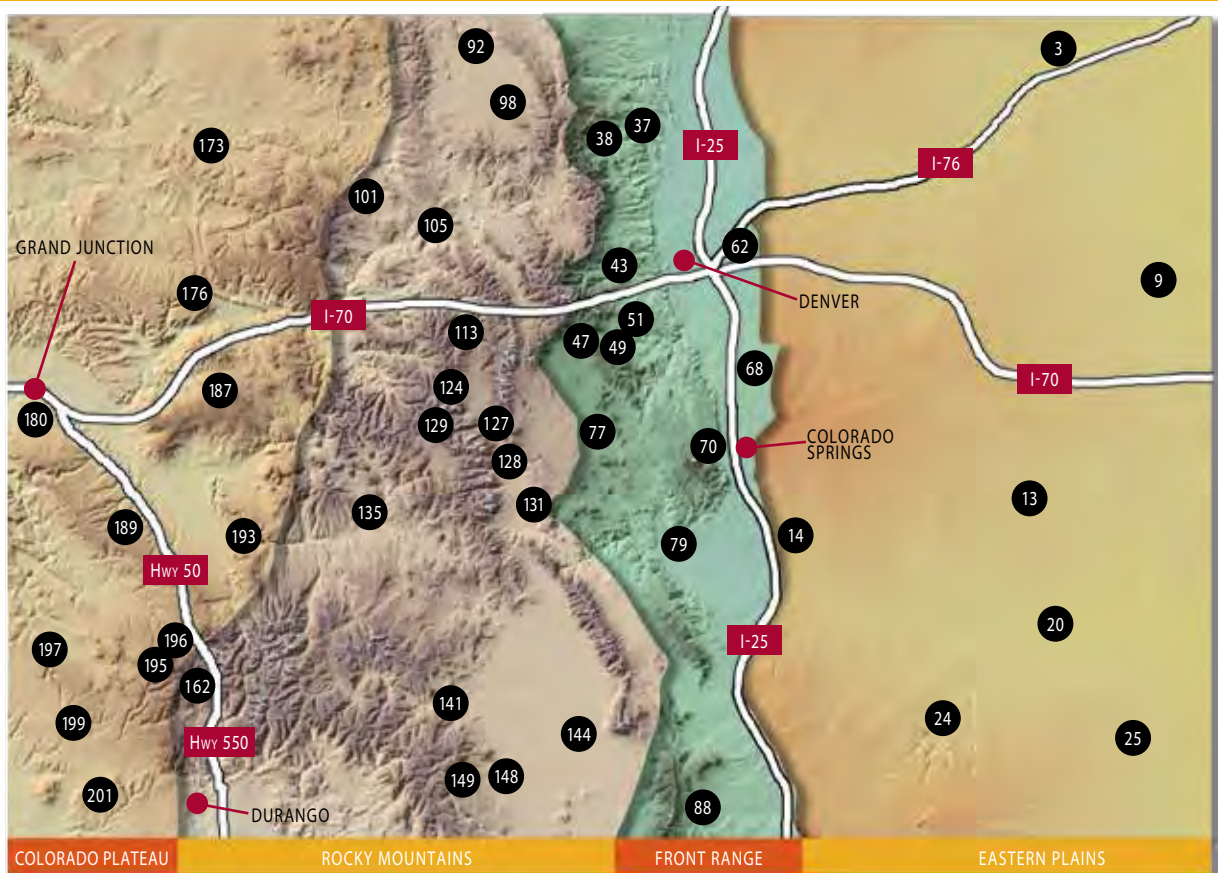 92
3
98
38
37
173
I-25
I-76
101
105
GRAND JUNCTION
62
43
9
176
DENVER
I-70
51
113
47
49
68
I-70
124
187
180
129
127
77
70
COLORADO
SPRINGS
128
13
131
135
189
193
14
79
Hwy 50
20
196
197
I-25
195
162
141
24
199
144
25
Hwy 550
149
148
201
88
DURANGO
COLORADO PLATEAU
ROCKY MOUNTAINS
FRONT RANGE
EASTERN PLAINS